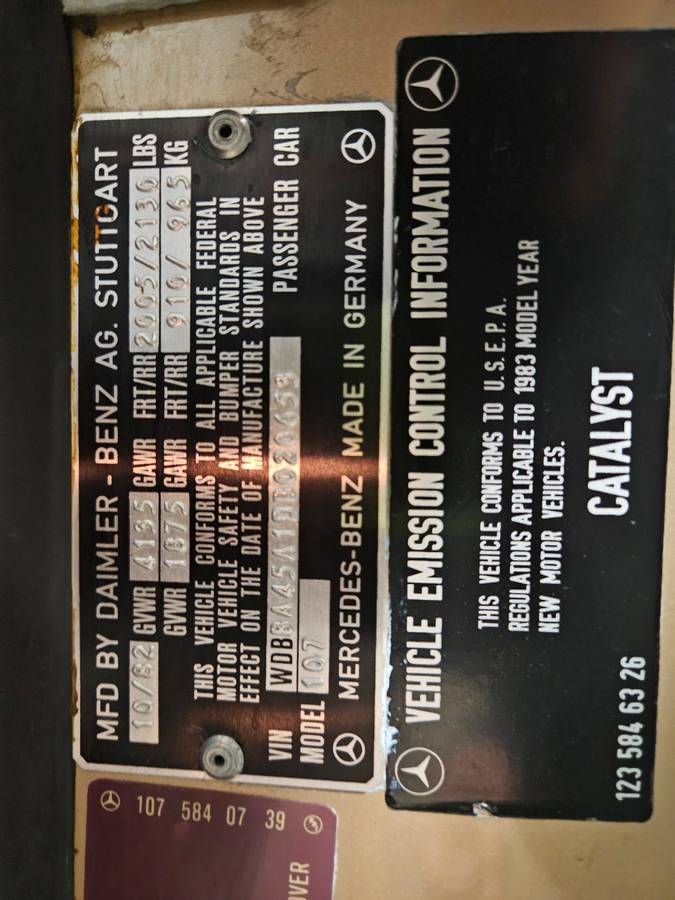 MFD BY DAIMLER - BENZ AG. STUTTGART
10/82 GVWR 4135 GAWR FRT/RR 2005/2130 LBS
GVWR 1875 GAWR FRT/RR 910/ 965 KG
THIS VEHICLE CONFORMS TO ALL APPLICABLE FEDERAL
MOTOR VEHICLE SAFETY AND BUMPER STANDARDS IN
EFFECT ON THE DATE OF MANUFACTURE SHOWN ABOVE
VIN WDBBA45A1DB020653 PASSENGER CAR
MODEL 107
MERCEDES-BENZ MADE IN GERMANY
VEHICLE EMISSION CONTROL INFORMATION
THIS VEHICLE CONFORMS TO U.S.E.P.A.
REGULATIONS APPLICABLE TO 1983 MODEL YEAR
NEW MOTOR VEHICLES.
CATALYST
123 584 63 26
107 584 07 39